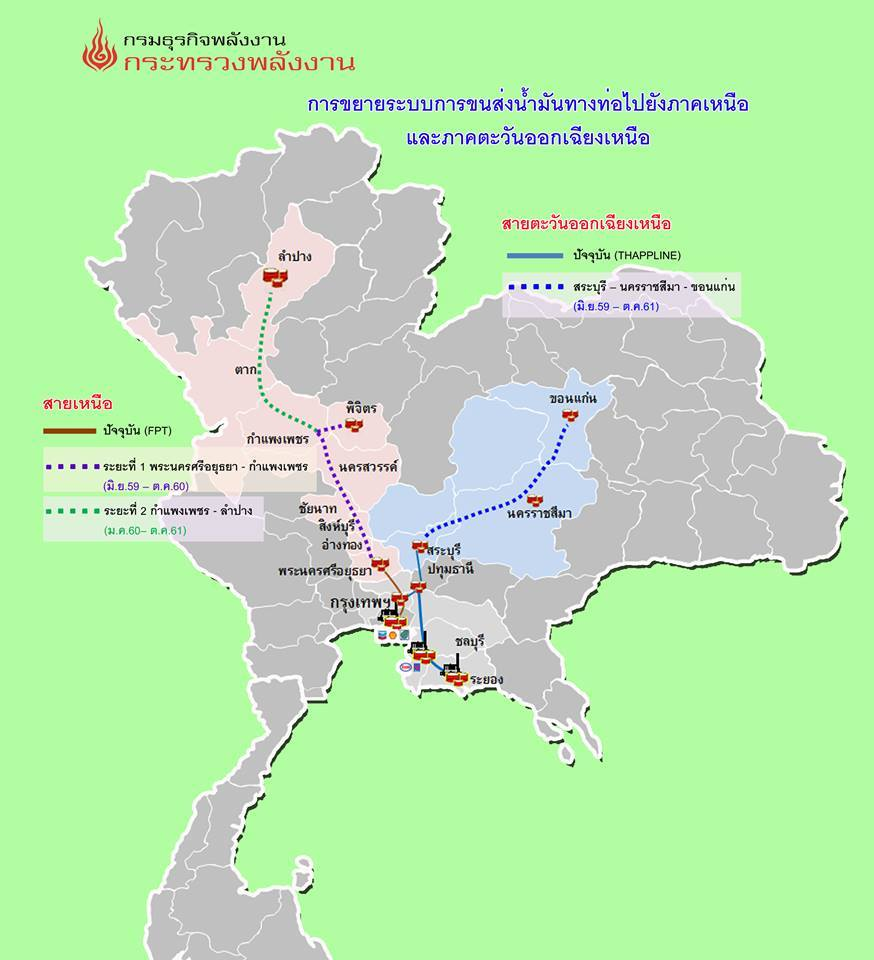 กรมธุรกิจพลังงาน
กระทรวงพลังงาน
การขยายระบบการขนส่งน้ำมันทางท่อไปยังภาคเหนือ
และภาคตะวันออกเฉียงเหนือ
สายตะวันออกเฉียงเหนือ
ปัจจุบัน (THAPPLINE)
สระบุรี – นครราชสีมา - ขอนแก่น
(มิ.ย.59 – ต.ค.61)
ลำปาง
ตาก
สายเหนือ
ปัจจุบัน (FPT)
ระยะที่ 1 พระนครศรีอยุธยา - กำแพงเพชร
(มิ.ย.59 – ต.ค.60)
ระยะที่ 2 กำแพงเพชร - ลำปาง
(ม.ค.60– ต.ค.61)
พิจิตร
ขอนแก่น
กำแพงเพชร
นครสวรรค์
ชัยนาท
สิงห์บุรี
อ่างทอง
นครราชสีมา
สระบุรี
พระนครศรีอยุธยา
ปทุมธานี
กรุงเทพฯ
ชลบุรี
ระยอง